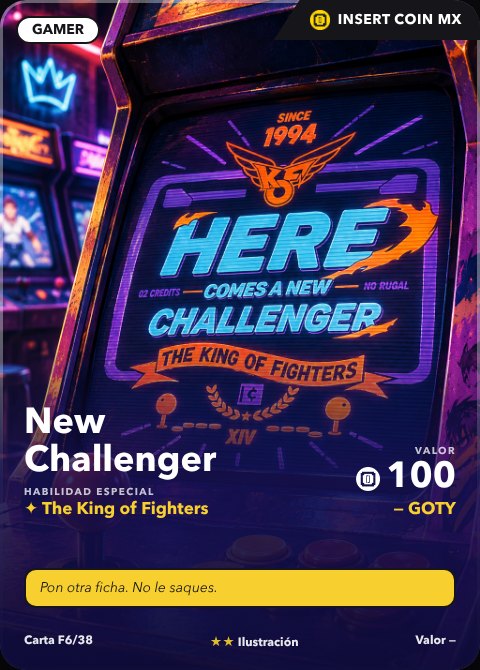 GAMER
INSERT COIN MX
SINCE
1994
KOF
HERE
02 CREDITS
COMES A NEW
NO RUGAL
CHALLENGER
THE KING OF FIGHTERS
XIV
New
Challenger
HABILIDAD ESPECIAL
✦ The King of Fighters
VALOR
100
– GOTY
Pon otra ficha. No le saques.
Carta F6/38
★★ Ilustración
Valor –